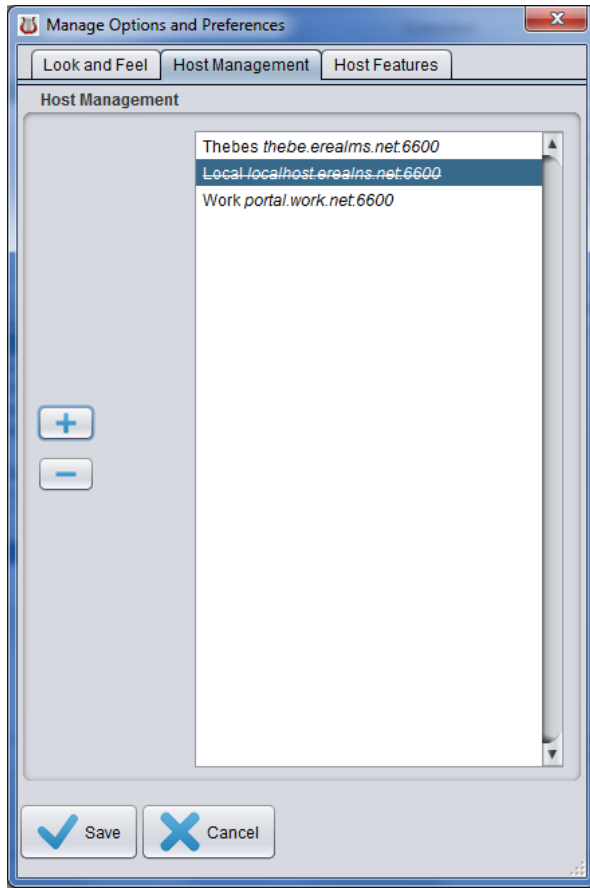 Manage Options and Preferences
Look and Feel Host Management Host Features
Host Management
Thebes thebe.erealms.net:6600
Local localhost.erealns.net:6600
Work portal.work.net:6600
Save Cancel